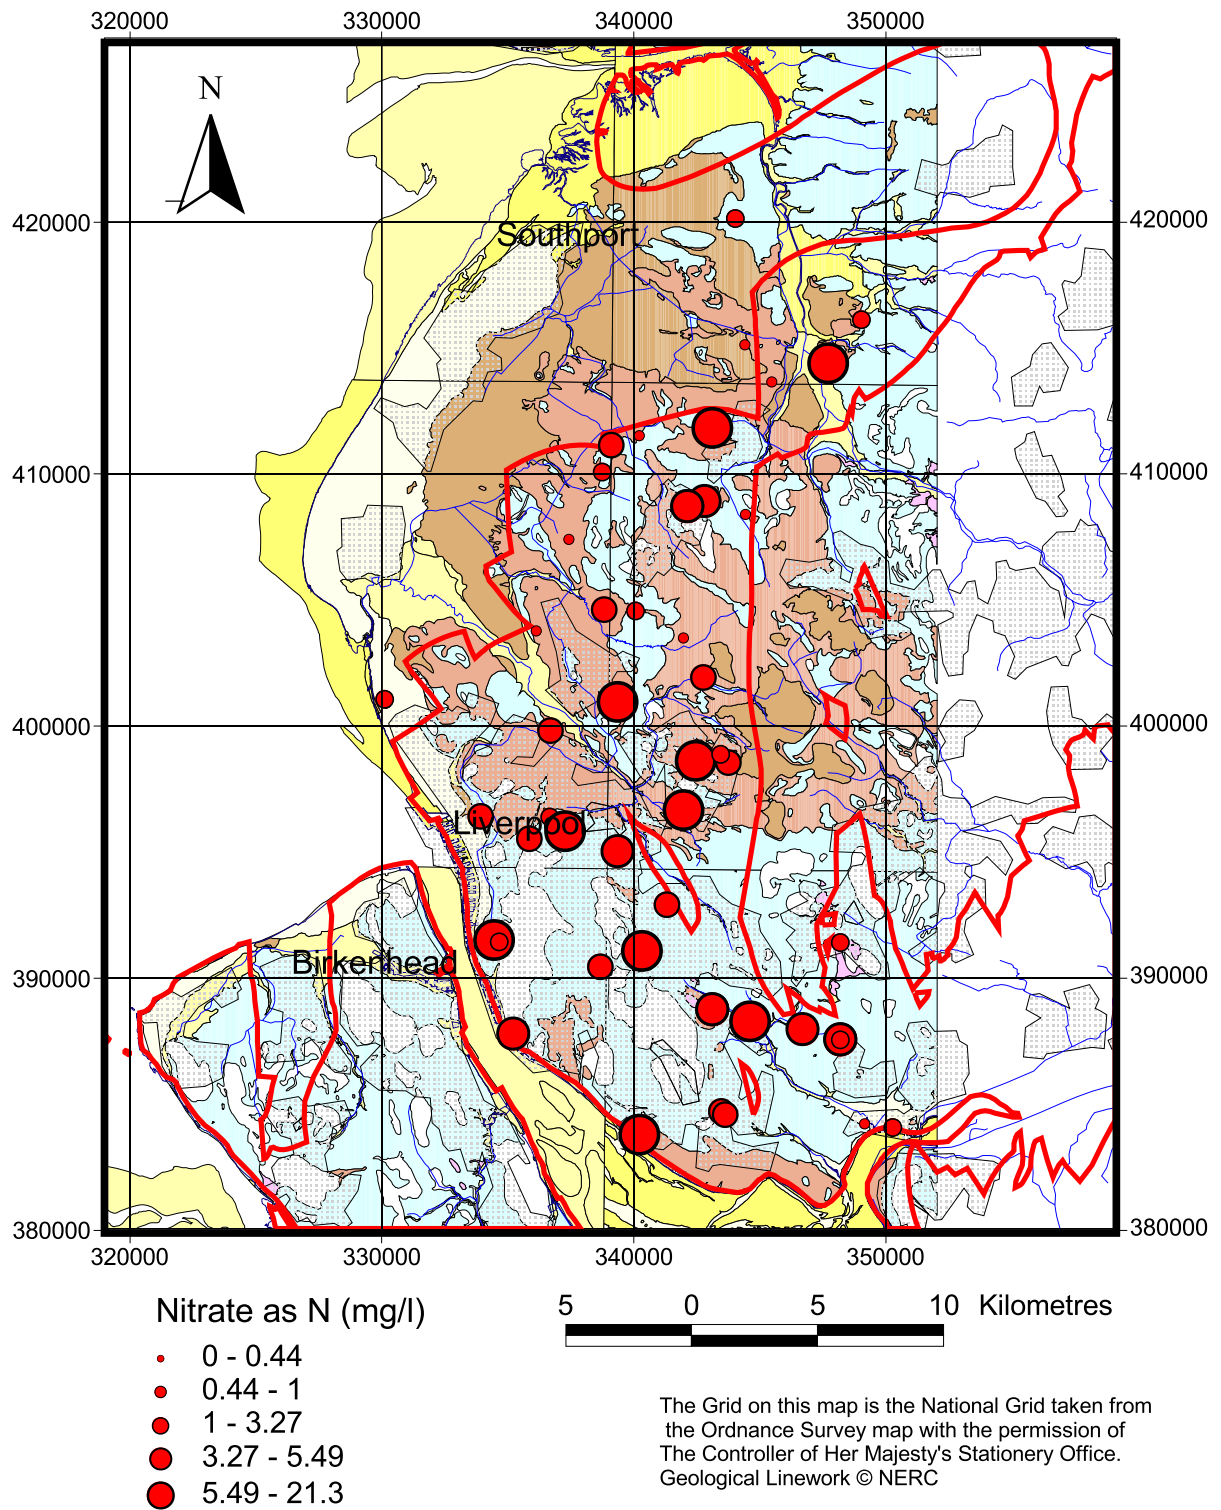 320000 330000 340000 350000
N
420000 420000
Southport
410000 410000
400000 400000
Liverpool
Birkenhead
390000 390000
380000 380000
320000 330000 340000 350000
Nitrate as N (mg/l)
0 - 0.44
0.44 - 1
1 - 3.27
3.27 - 5.49
5.49 - 21.3
5 0 5 10 Kilometres
The Grid on this map is the National Grid taken from
the Ordnance Survey map with the permission of
The Controller of Her Majesty's Stationery Office.
Geological Linework © NERC